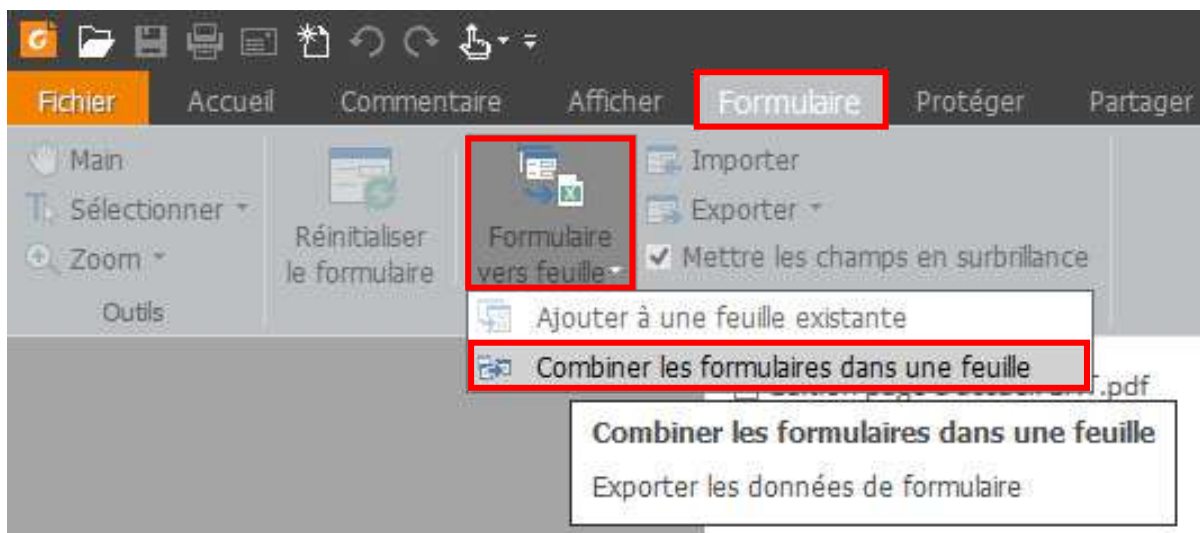 Fichier Accueil Commentaire Afficher Formulaire Protéger Partager
Main
Sélectionner
Zoom
Outils
Réinitialiser
le formulaire
Formulaire
vers feuille
Importer
Exporter
Mettre les champs en surbrillance
Ajouter à une feuille existante
Combiner les formulaires dans une feuille
.pdf
Combiner les formulaires dans une feuille
Exporter les données de formulaire